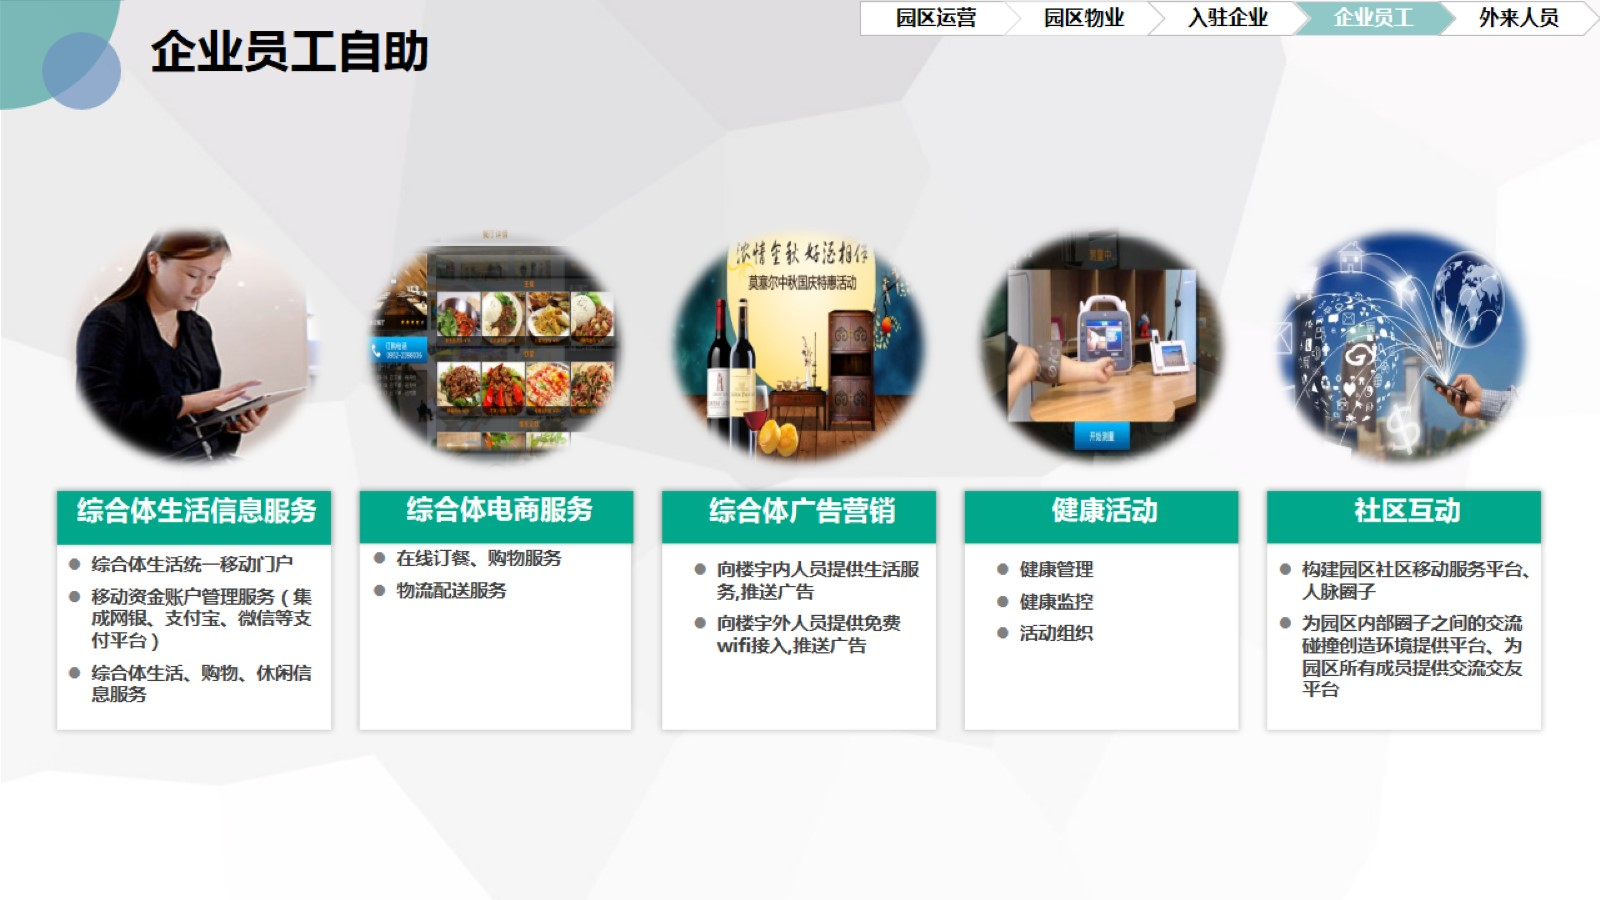 园区运营
园区物业
入驻企业
企业员工
外来人员
企业员工自助
浓情金秋 好酒相伴
莫塞尔中秋国庆特惠活动
测量中
订购电话
开始测量
综合体生活信息服务
综合体生活统一移动门户
移动资金账户管理服务（集
成网银、支付宝、微信等支
付平台）
综合体生活、购物、休闲信
息服务
综合体电商服务
在线订餐、购物服务
物流配送服务
综合体广告营销
向楼宇内人员提供生活服
务,推送广告
向楼宇外人员提供免费
wifi接入,推送广告
健康活动
健康管理
健康监控
活动组织
社区互动
构建园区社区移动服务平台、
人脉圈子
为园区内部圈子之间的交流
碰撞创造环境提供平台、为
园区所有成员提供交流交友
平台